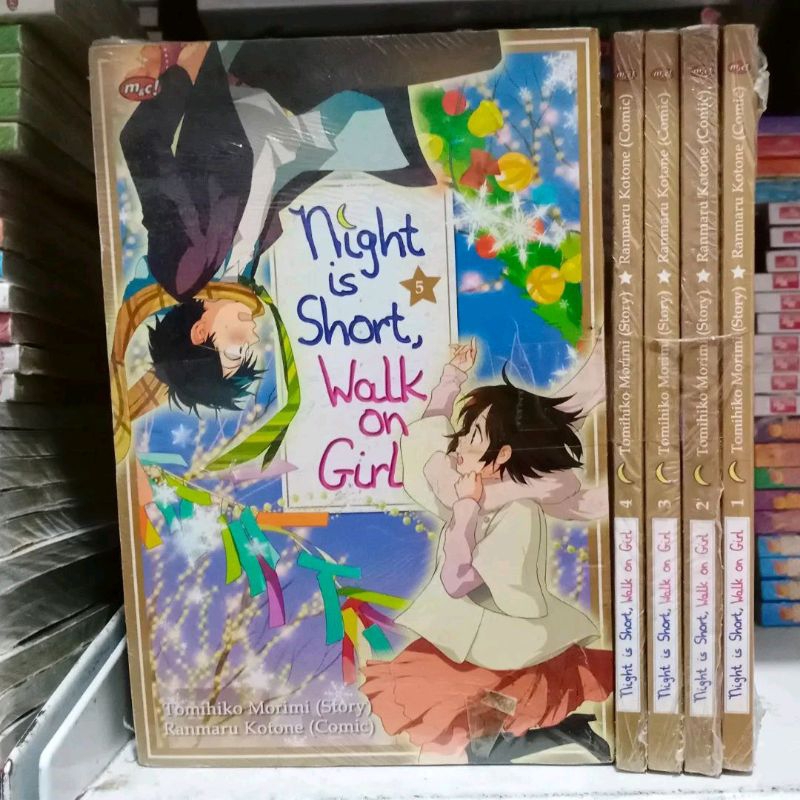 m&c!
Night
is
Short,
5
Walk
on
Girl
Tomihiko Morimi (Story)
Ranmaru Kotone (Comic)
Night is Short, Walk on Girl 4 Tomihiko Morimi (Story) ★ Ranmaru Kotone (Comic) m&c!
Night is Short, Walk on Girl 3 Tomihiko Morimi (Story) ★ Ranmaru Kotone (Comic) m&c!
Night is Short, Walk on Girl 2 Tomihiko Morimi (Story) ★ Ranmaru Kotone (Comic) m&c!
Night is Short, Walk on Girl 1 Tomihiko Morimi (Story) ★ Ranmaru Kotone (Comic) m&c!